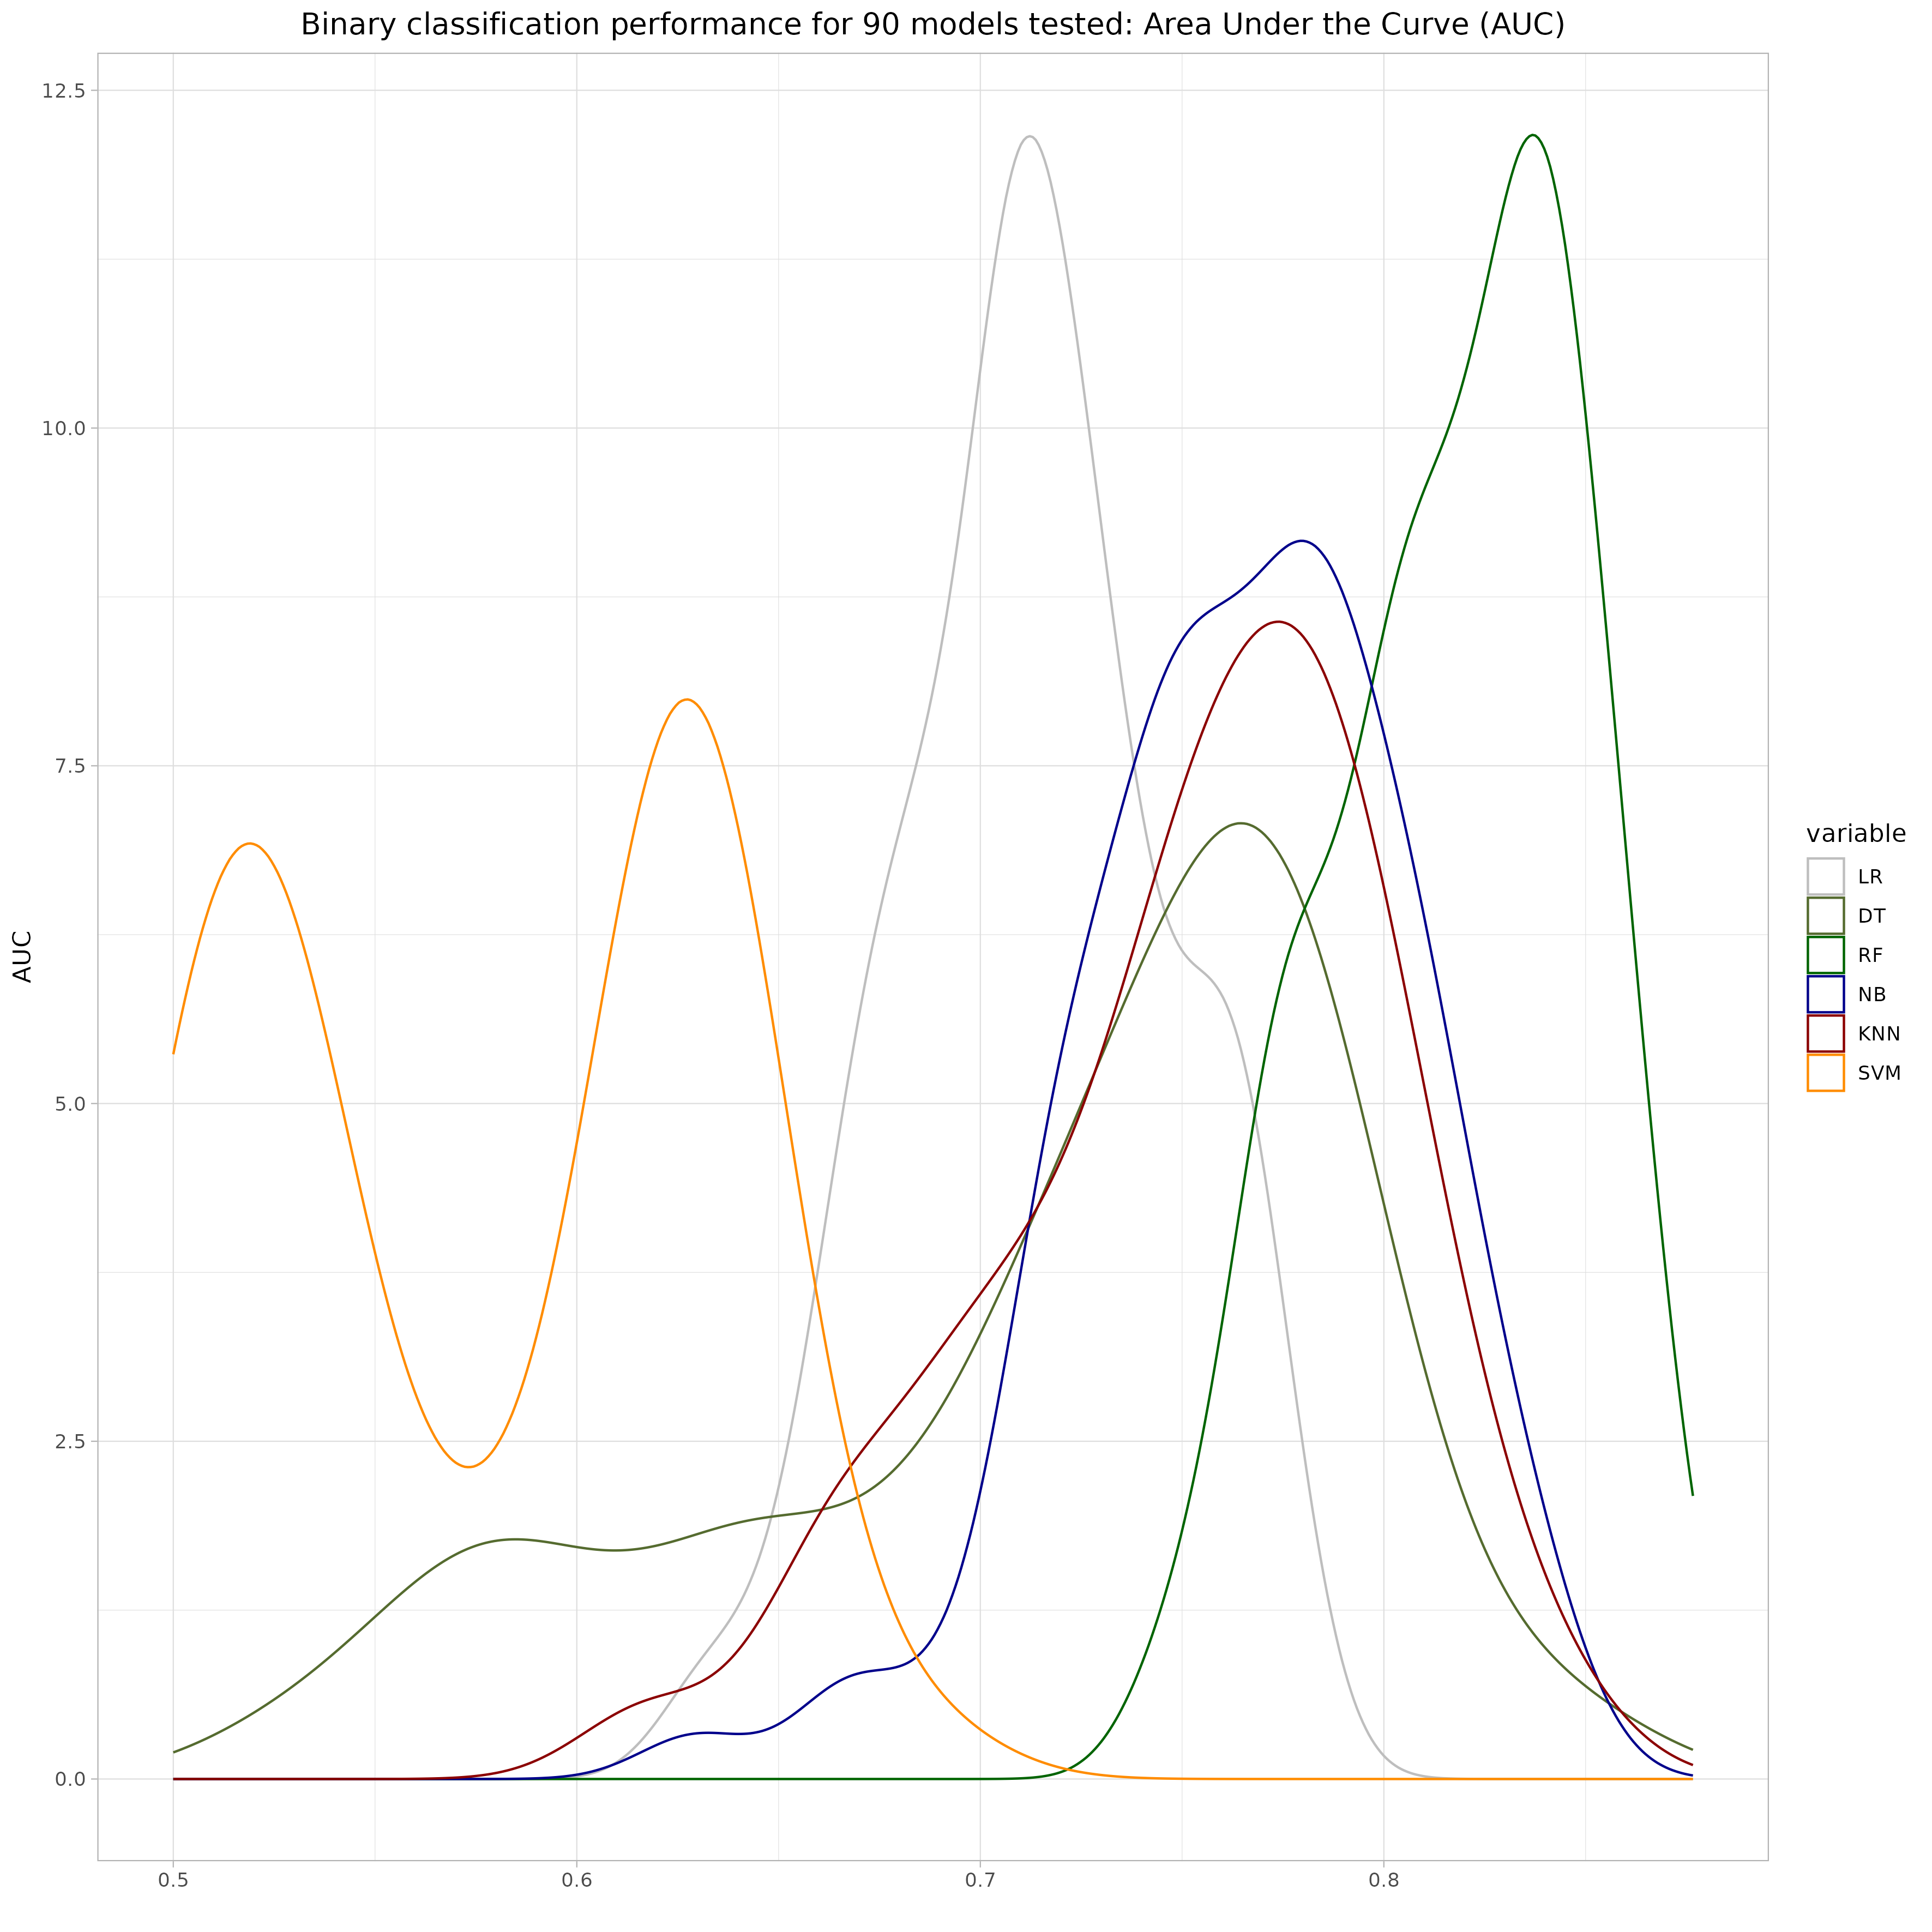 Binary classification performance for 90 models tested: Area Under the Curve (AUC)
12.5
10.0
7.5
5.0
2.5
0.0
AUC
0.5 0.6 0.7 0.8
variable
LR
DT
RF
NB
KNN
SVM